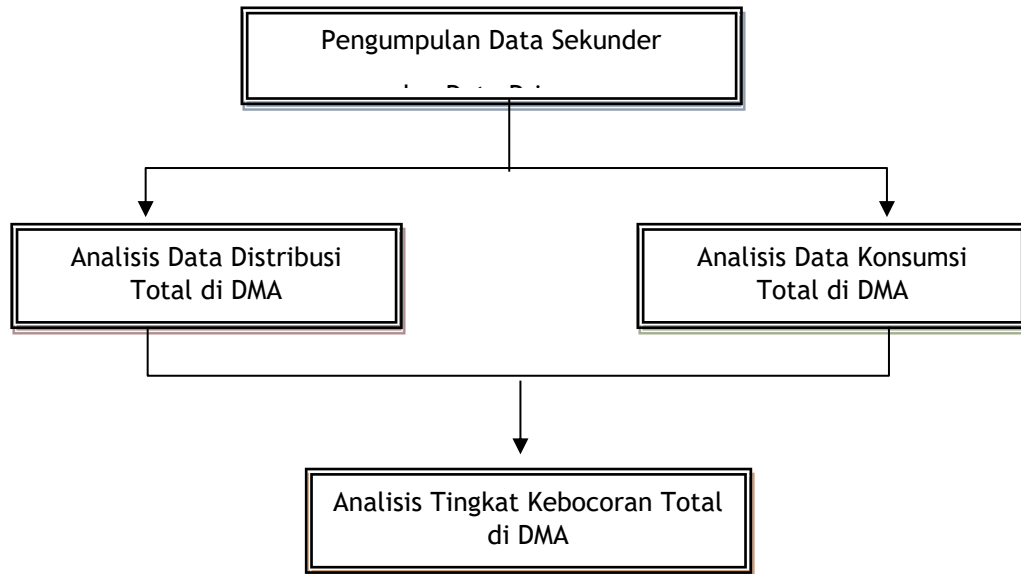 Pengumpulan Data Sekunder
Analisis Data Distribusi
Total di DMA
Analisis Data Konsumsi
Total di DMA
Analisis Tingkat Kebocoran Total
di DMA